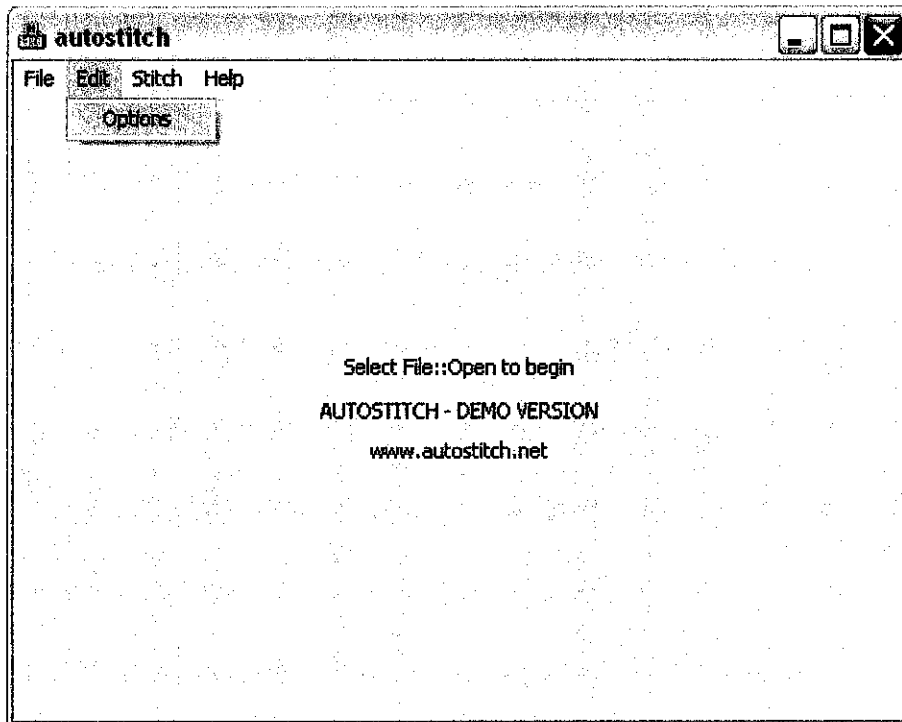 autostitch
File Edit Stitch Help
Options
Select File::Open to begin
AUTOSTITCH - DEMO VERSION
www.autostitch.net